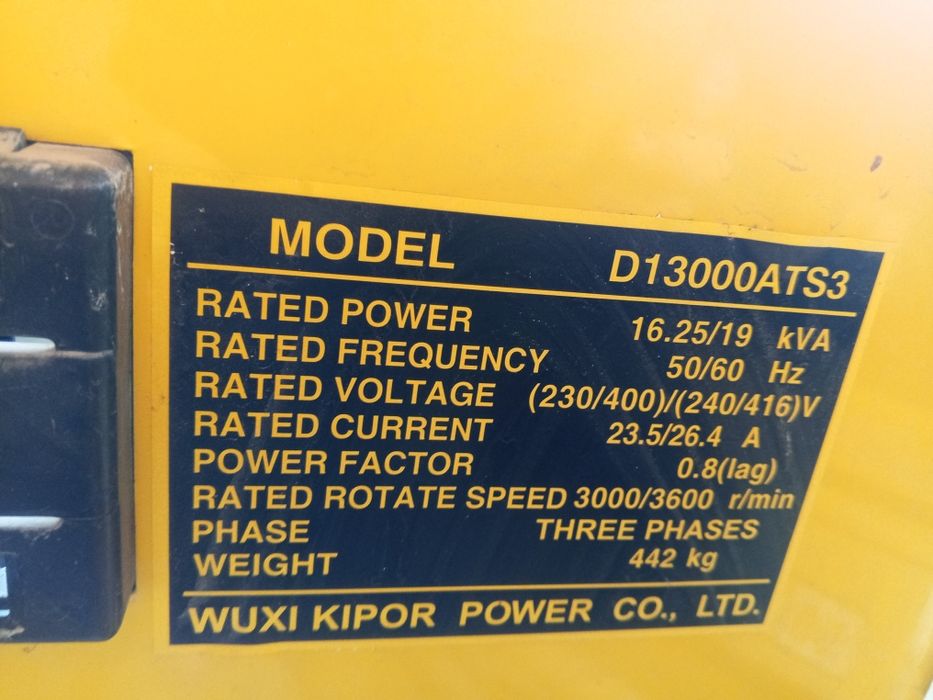 MODEL D13000ATS3
RATED POWER 16.25/19 kVA
RATED FREQUENCY 50/60 Hz
RATED VOLTAGE (230/400)/(240/416)V
RATED CURRENT 23.5/26.4 A
POWER FACTOR 0.8(lag)
RATED ROTATE SPEED 3000/3600 r/min
PHASE THREE PHASES
WEIGHT 442 kg
WUXI KIPOR POWER CO., LTD.